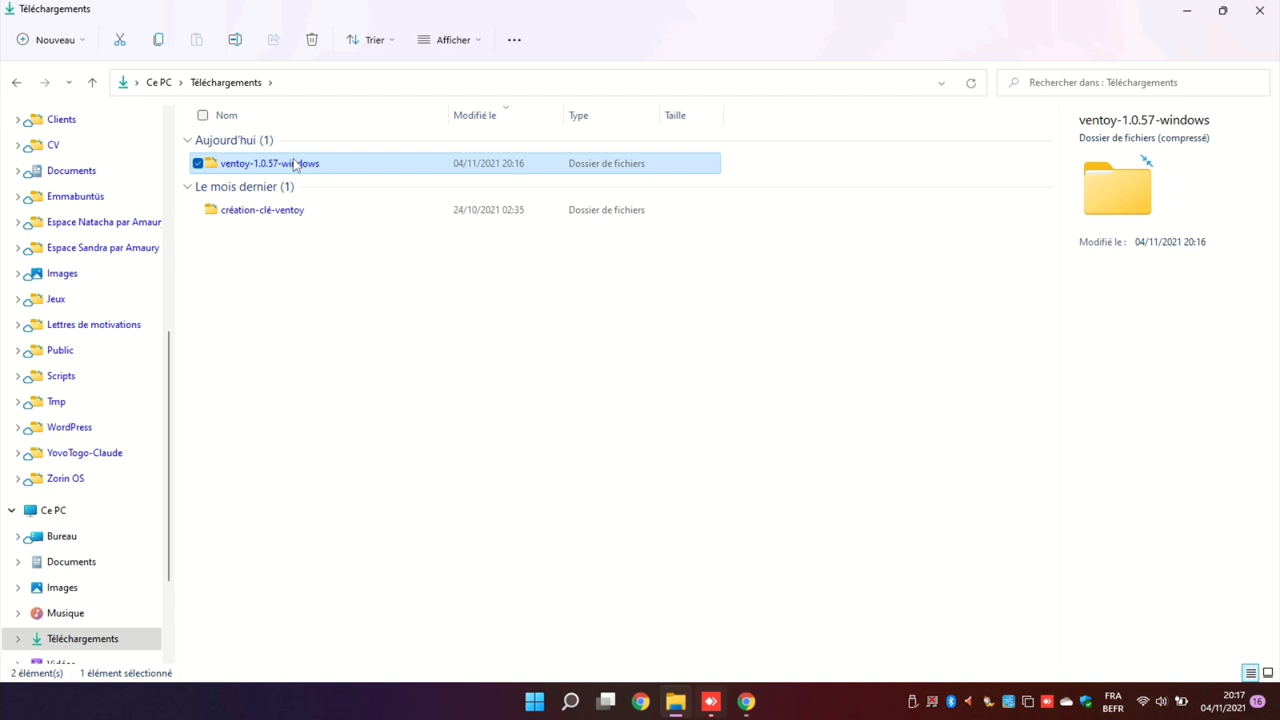 Téléchargements
Nouveau
Trier
Afficher
Ce PC
Téléchargements
Rechercher dans : Téléchargements
Clients
CV
Documents
Emmabuntüs
Espace Natacha par Amaur
Espace Sandra par Amaury
Images
Jeux
Lettres de motivations
Public
Scripts
Tmp
WordPress
YovoTogo-Claude
Zorin OS
Ce PC
Bureau
Documents
Images
Musique
Téléchargements
Vidéos
Nom Modifié le Type Taille
Aujourd'hui (1)
ventoy-1.0.57-windows 04/11/2021 20:16 Dossier de fichiers
Le mois dernier (1)
création-clé-ventoy 24/10/2021 02:35 Dossier de fichiers
ventoy-1.0.57-windows
Dossier de fichiers (compressé)
Modifié le : 04/11/2021 20:16
2 élément(s) 1 élément sélectionné
FRA
BEFR
20:17
04/11/2021
16